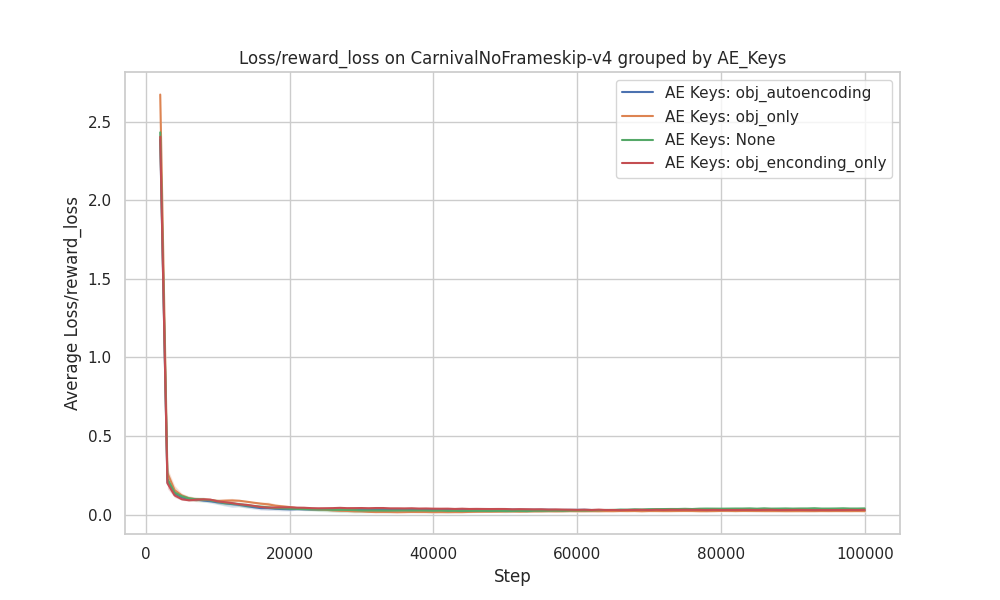 Loss/reward_loss on CarnivalNoFrameskip-v4 grouped by AE_Keys
AE Keys: obj_autoencoding
AE Keys: obj_only
AE Keys: None
AE Keys: obj_enconding_only
Average Loss/reward_loss
2.5
2.0
1.5
1.0
0.5
0.0
0
20000
40000
60000
80000
100000
Step